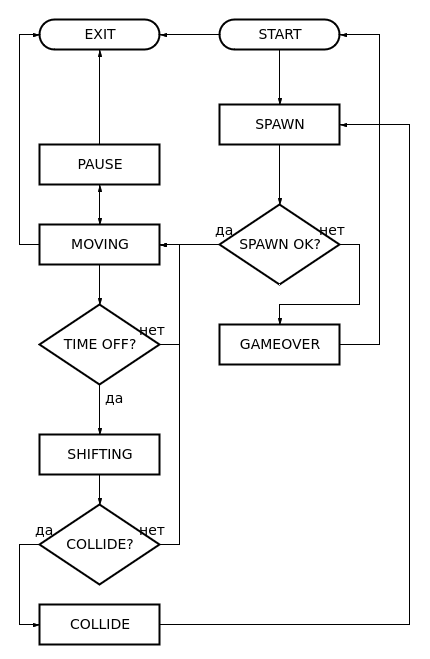 EXIT
START
SPAWN
PAUSE
да
нет
MOVING
SPAWN OK?
нет
TIME OFF?
GAMEOVER
да
SHIFTING
да
нет
COLLIDE?
COLLIDE